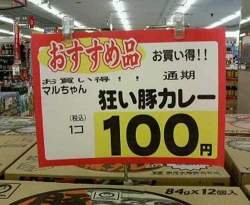 おすすめ品
お買い得!!
お買い得!!
通期
マルちゃん
狂い豚カレー
(税込)
1コ
100円
84g×12個入